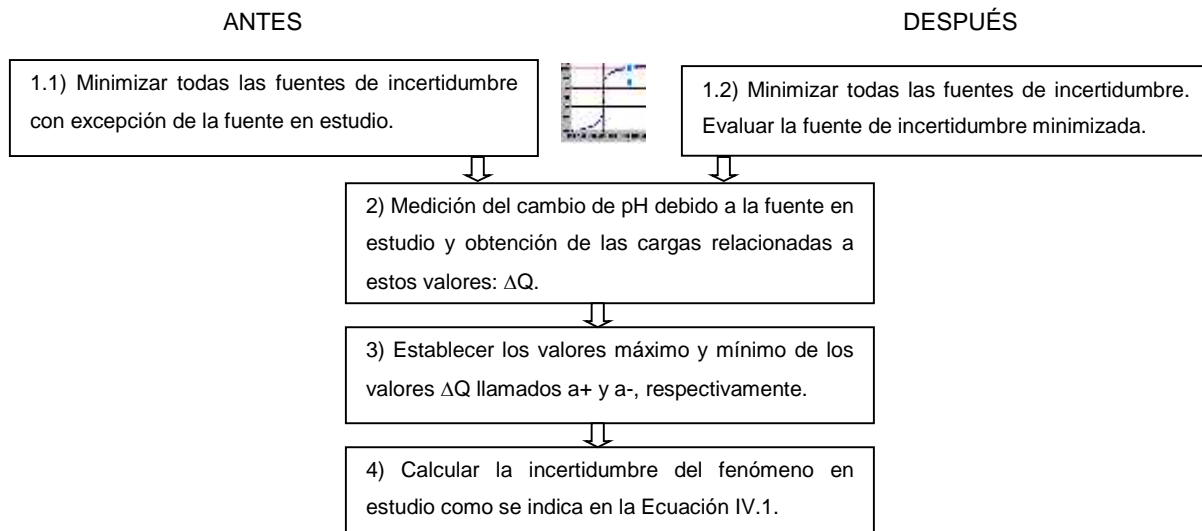 ANTES
DESPUÉS
1.1) Minimizar todas las fuentes de incertidumbre
con excepción de la fuente en estudio.
1.2) Minimizar todas las fuentes de incertidumbre.
Evaluar la fuente de incertidumbre minimizada.
2) Medición del cambio de pH debido a la fuente en
estudio y obtención de las cargas relacionadas a
estos valores: ∆Q.
3) Establecer los valores máximo y mínimo de los
valores ∆Q llamados a+ y a-, respectivamente.
4) Calcular la incertidumbre del fenómeno en
estudio como se indica en la Ecuación IV.1.